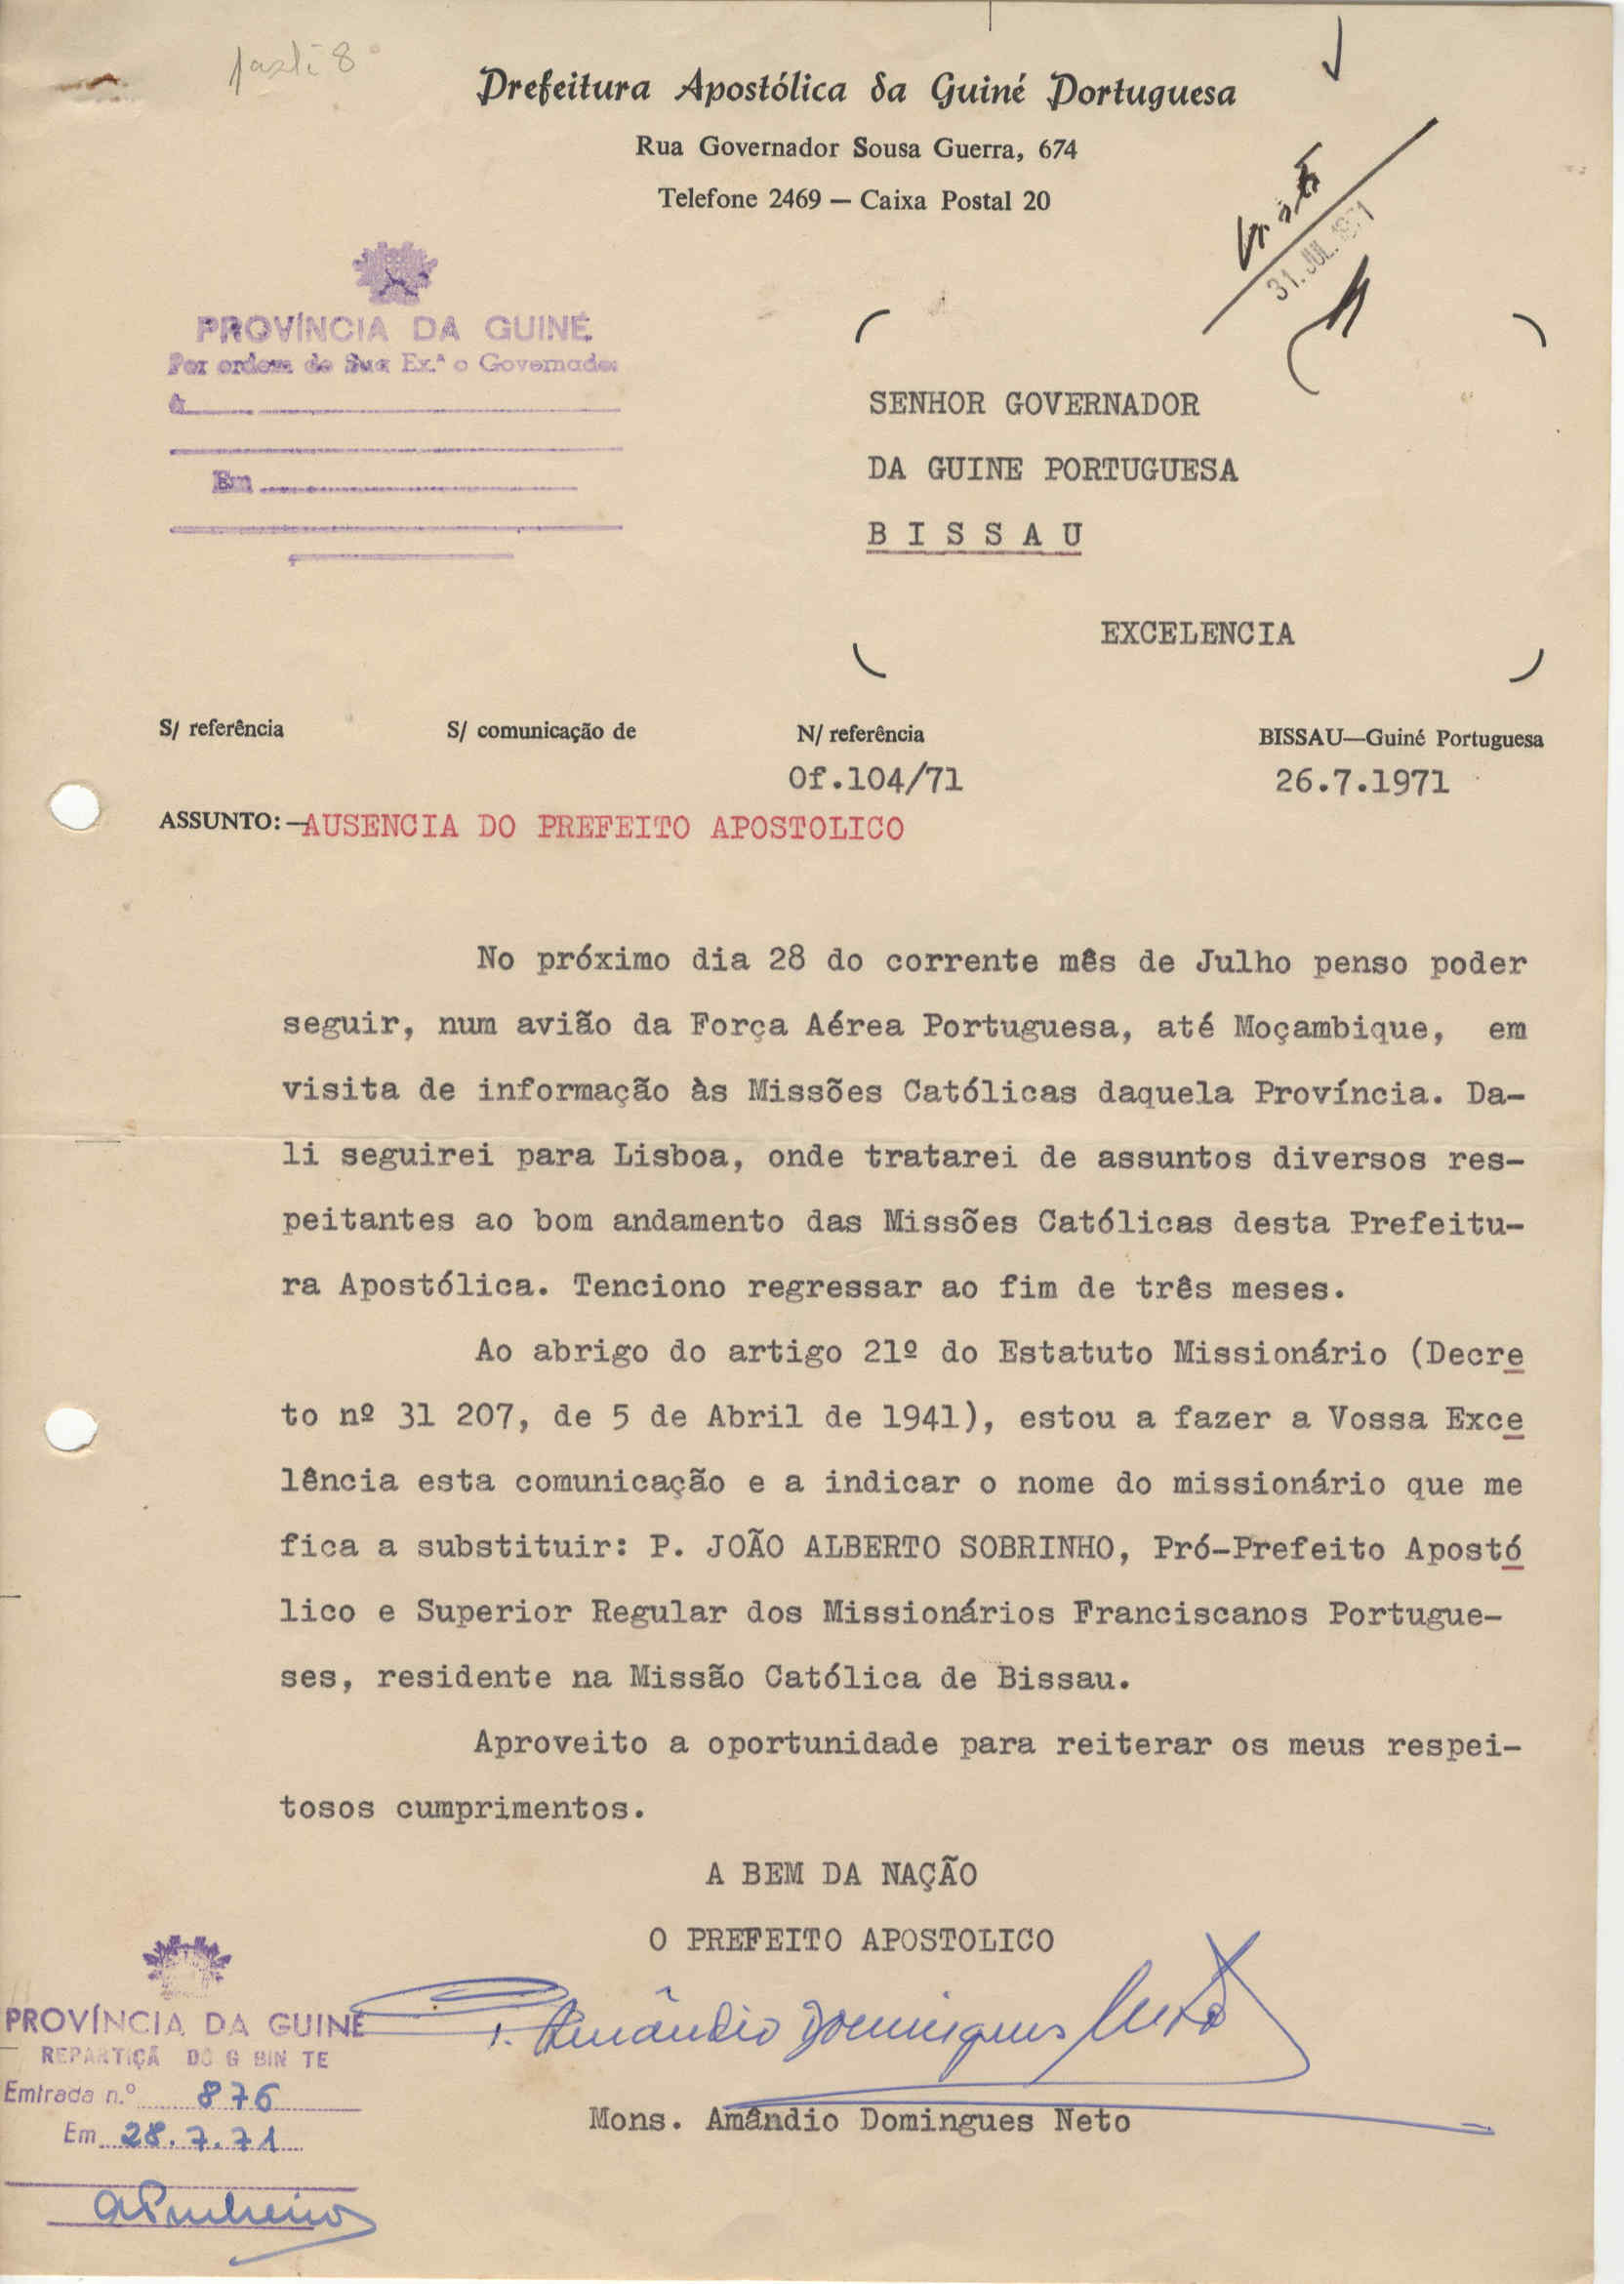 Prefeitura Apostólica da Guiné Portuguesa
Rua Governador Sousa Guerra, 674
Telefone 2469 — Caixa Postal 20
31. JUL. 1971
PROVÍNCIA DA GUINÉ
Por ordem de Sua Ex.ª o Governador
à
Em
SENHOR GOVERNADOR
DA GUINE PORTUGUESA
B I S S A U
EXCELENCIA
S/ referência S/ comunicação de N/ referência BISSAU—Guiné Portuguesa
Of.104/71 26.7.1971
ASSUNTO:—AUSENCIA DO PREFEITO APOSTOLICO
No próximo dia 28 do corrente mês de Julho penso poder
seguir, num avião da Força Aérea Portuguesa, até Moçambique, em
visita de informação às Missões Católicas daquela Província. Da-
li seguirei para Lisboa, onde tratarei de assuntos diversos res-
peitantes ao bom andamento das Missões Católicas desta Prefeitu-
ra Apostólica. Tenciono regressar ao fim de três meses.
Ao abrigo do artigo 21º do Estatuto Missionário (Decre
to nº 31 207, de 5 de Abril de 1941), estou a fazer a Vossa Exce
lência esta comunicação e a indicar o nome do missionário que me
fica a substituir: P. JOÃO ALBERTO SOBRINHO, Pró-Prefeito Apostó
lico e Superior Regular dos Missionários Franciscanos Portugue-
ses, residente na Missão Católica de Bissau.
Aproveito a oportunidade para reiterar os meus respei-
tosos cumprimentos.
A BEM DA NAÇÃO
O PREFEITO APOSTOLICO
P. Amândio Domingues Neto
Mons. Amândio Domingues Neto
PROVÍNCIA DA GUINÉ
REPARTIÇÃ DO G BIN TE
Entrada n.º 876
Em 28.7.71